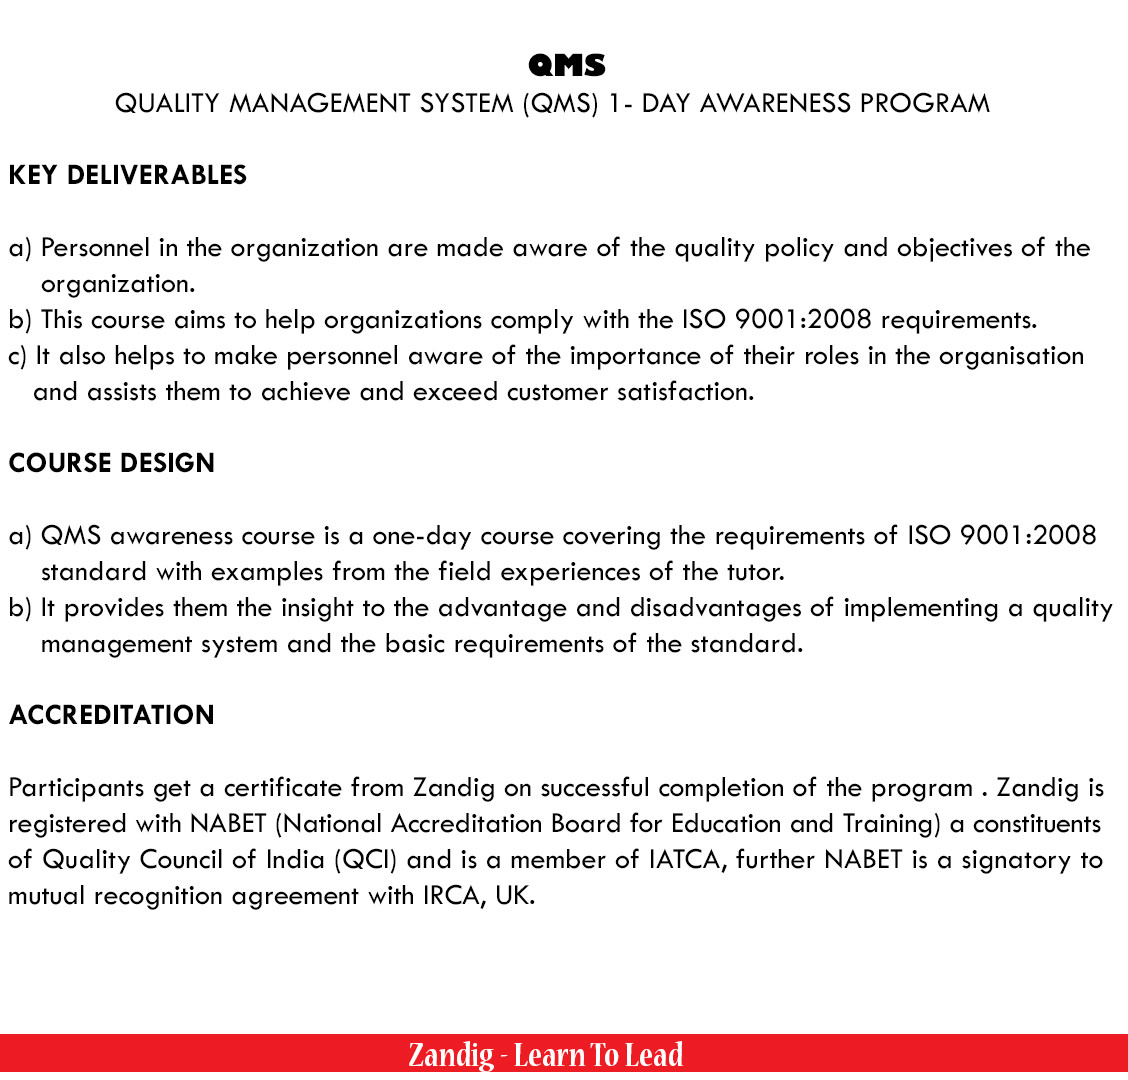 QMS
QUALITY MANAGEMENT SYSTEM (QMS) 1- DAY AWARENESS PROGRAM
KEY DELIVERABLES
a) Personnel in the organization are made aware of the quality policy and objectives of the
organization.
b) This course aims to help organizations comply with the ISO 9001:2008 requirements.
c) It also helps to make personnel aware of the importance of their roles in the organisation
and assists them to achieve and exceed customer satisfaction.
COURSE DESIGN
a) QMS awareness course is a one-day course covering the requirements of ISO 9001:2008
standard with examples from the field experiences of the tutor.
b) It provides them the insight to the advantage and disadvantages of implementing a quality
management system and the basic requirements of the standard.
ACCREDITATION
Participants get a certificate from Zandig on successful completion of the program . Zandig is
registered with NABET (National Accreditation Board for Education and Training) a constituents
of Quality Council of India (QCI) and is a member of IATCA, further NABET is a signatory to
mutual recognition agreement with IRCA, UK.
Zandig - Learn To Lead